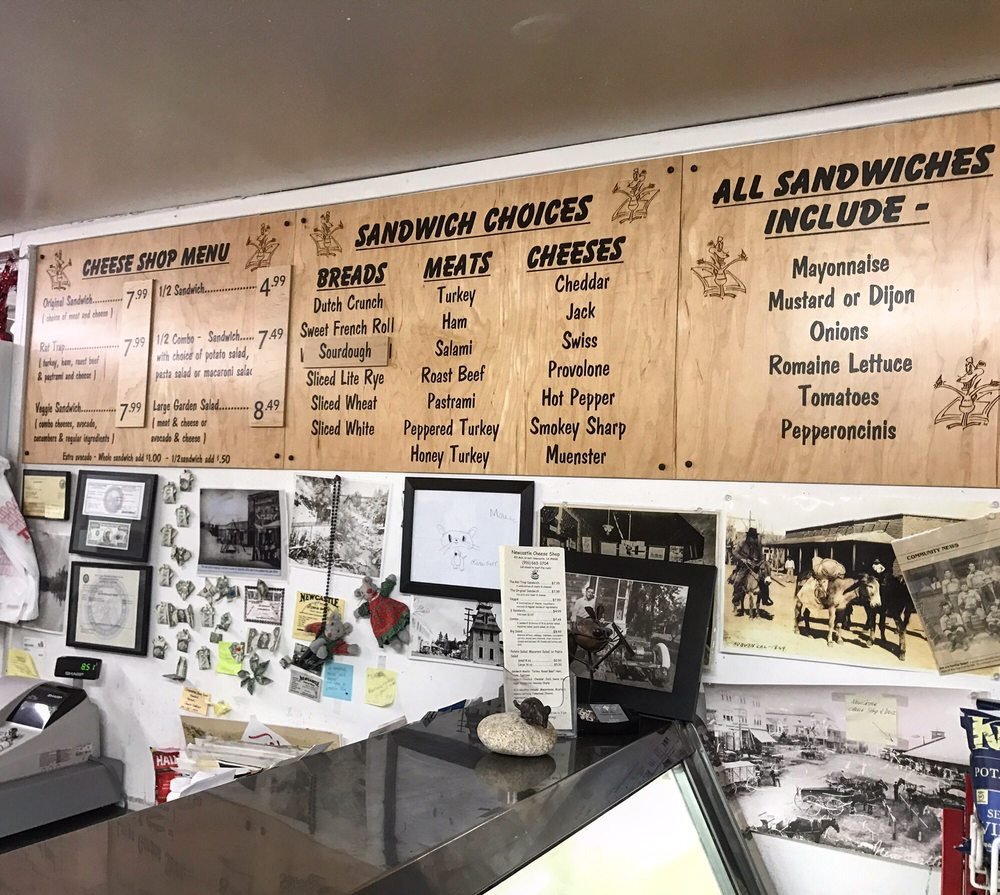 CHEESE SHOP MENU
Original Sandwich.......... 7.99
( choice of meat and cheese )
Rat Trap.......... 7.99
( turkey, ham, roast beef
& pastrami and cheese )
Veggie Sandwich.......... 7.99
( combo cheeses, avocado,
cucumbers & regular ingredients )
1/2 Sandwich.......... 4.99
1/2 Combo - Sandwich.... 7.49
with choice of potato salad,
pasta salad or macaroni salad
Large Garden Salad........ 8.49
( meat & cheese or
avocado & cheese )
Extra avocado - Whole sandwich add $1.00 - 1/2 sandwich add $.50
SANDWICH CHOICES
BREADS
Dutch Crunch
Sweet French Roll
Sourdough
Sliced Lite Rye
Sliced Wheat
Sliced White
MEATS
Turkey
Ham
Salami
Roast Beef
Pastrami
Peppered Turkey
Honey Turkey
CHEESES
Cheddar
Jack
Swiss
Provolone
Hot Pepper
Smokey Sharp
Muenster
ALL SANDWICHES
INCLUDE -
Mayonnaise
Mustard or Dijon
Onions
Romaine Lettuce
Tomatoes
Pepperoncinis
NEWCASTLE
Newcastle Cheese Shop
COMMUNITY NEWS
851
SHARP